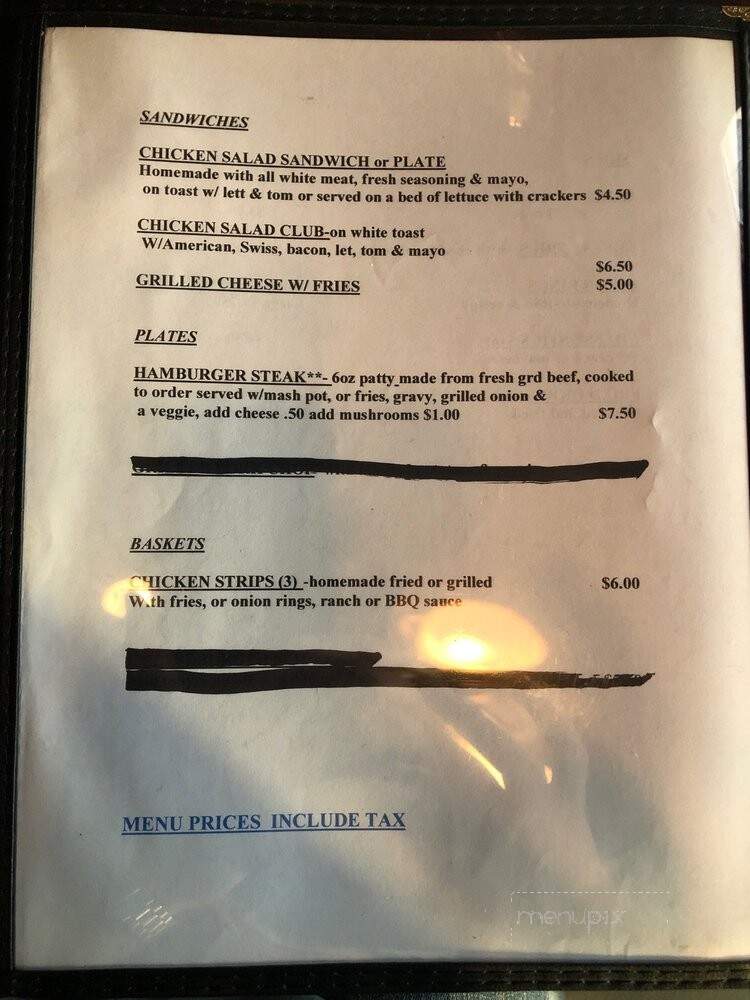 SANDWICHES
CHICKEN SALAD SANDWICH or PLATE
Homemade with all white meat, fresh seasoning & mayo,
on toast w/ lett & tom or served on a bed of lettuce with crackers $4.50
CHICKEN SALAD CLUB-on white toast
W/American, Swiss, bacon, let, tom & mayo
$6.50
GRILLED CHEESE W/ FRIES $5.00
PLATES
HAMBURGER STEAK**- 6oz patty made from fresh grd beef, cooked
to order served w/mash pot, or fries, gravy, grilled onion &
a veggie, add cheese .50 add mushrooms $1.00 $7.50
BASKETS
CHICKEN STRIPS (3) -homemade fried or grilled $6.00
With fries, or onion rings, ranch or BBQ sauce
MENU PRICES INCLUDE TAX
menupix